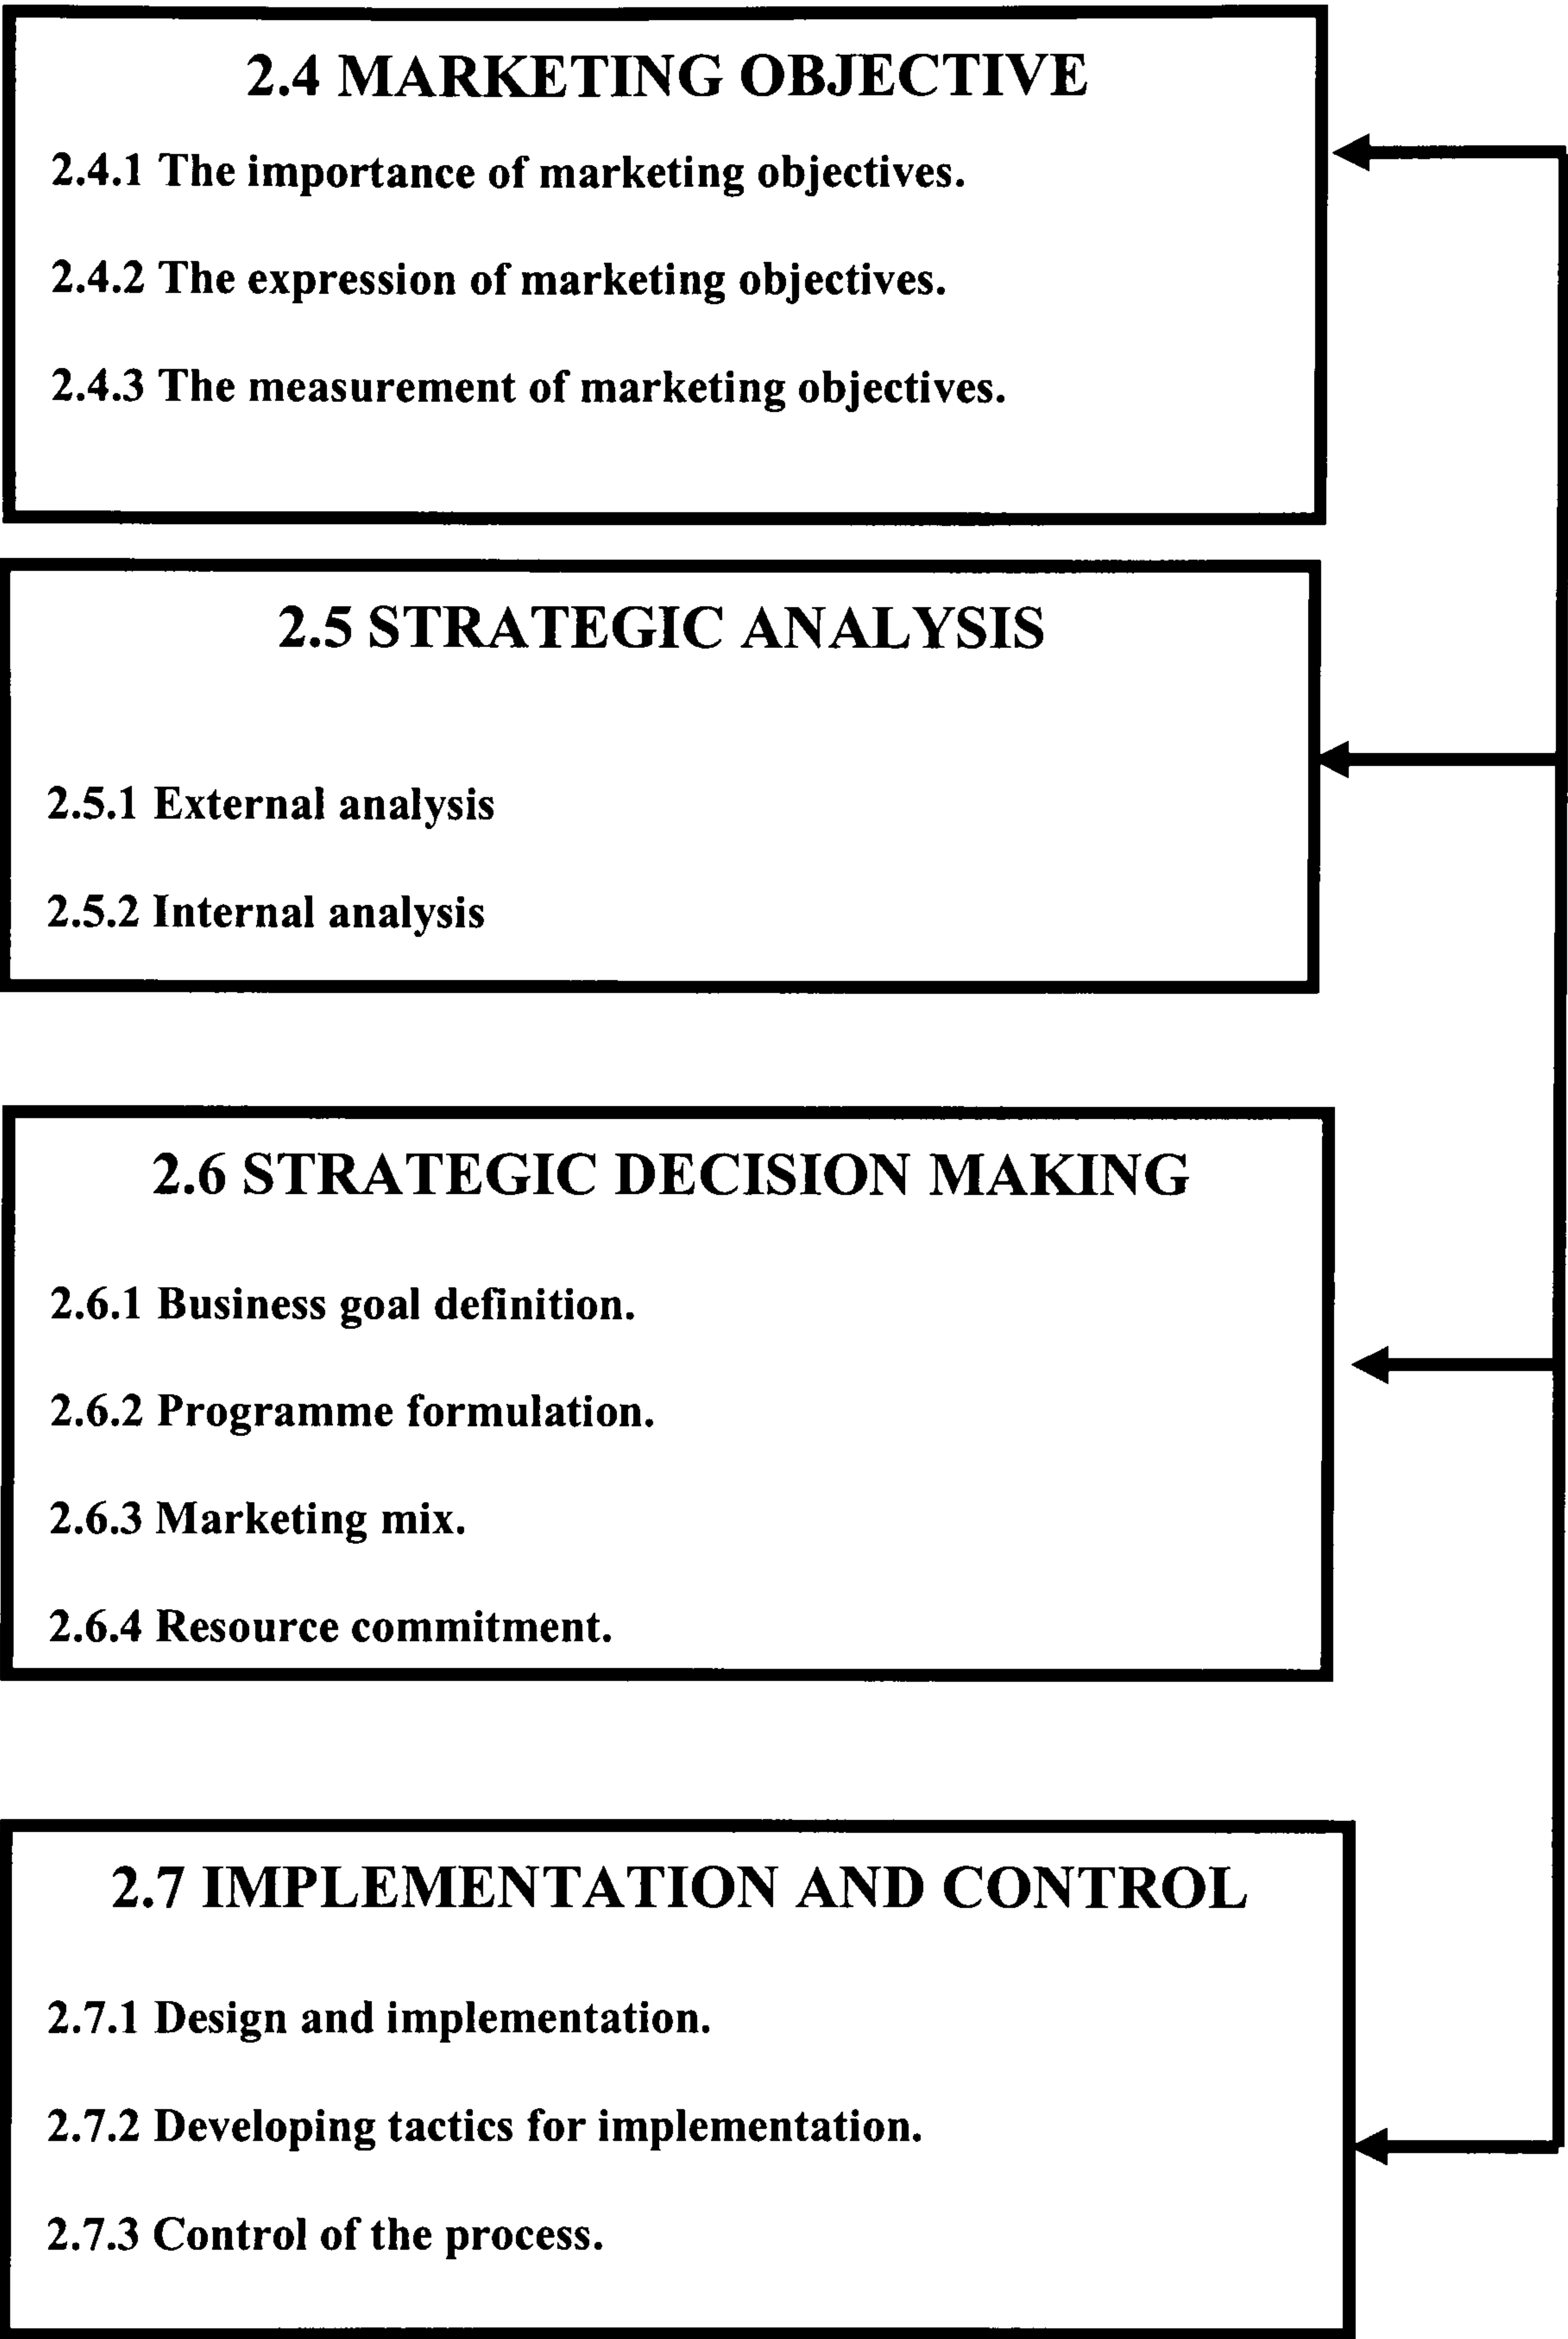 2.4 MARKETING OBJECTIVE
2.4.1 The importance of marketing objectives.
2.4.2 The expression of marketing objectives.
2.4.3 The measurement of marketing objectives.
2.5 STRATEGIC ANALYSIS
2.5.1 External analysis
2.5.2 Internal analysis
2.6 STRATEGIC DECISION MAKING
2.6.1 Business goal definition.
2.6.2 Programme formulation.
2.6.3 Marketing mix.
2.6.4 Resource commitment.
2.7 IMPLEMENTATION AND CONTROL
2.7.1 Design and implementation.
2.7.2 Developing tactics for implementation.
2.7.3 Control of the process.